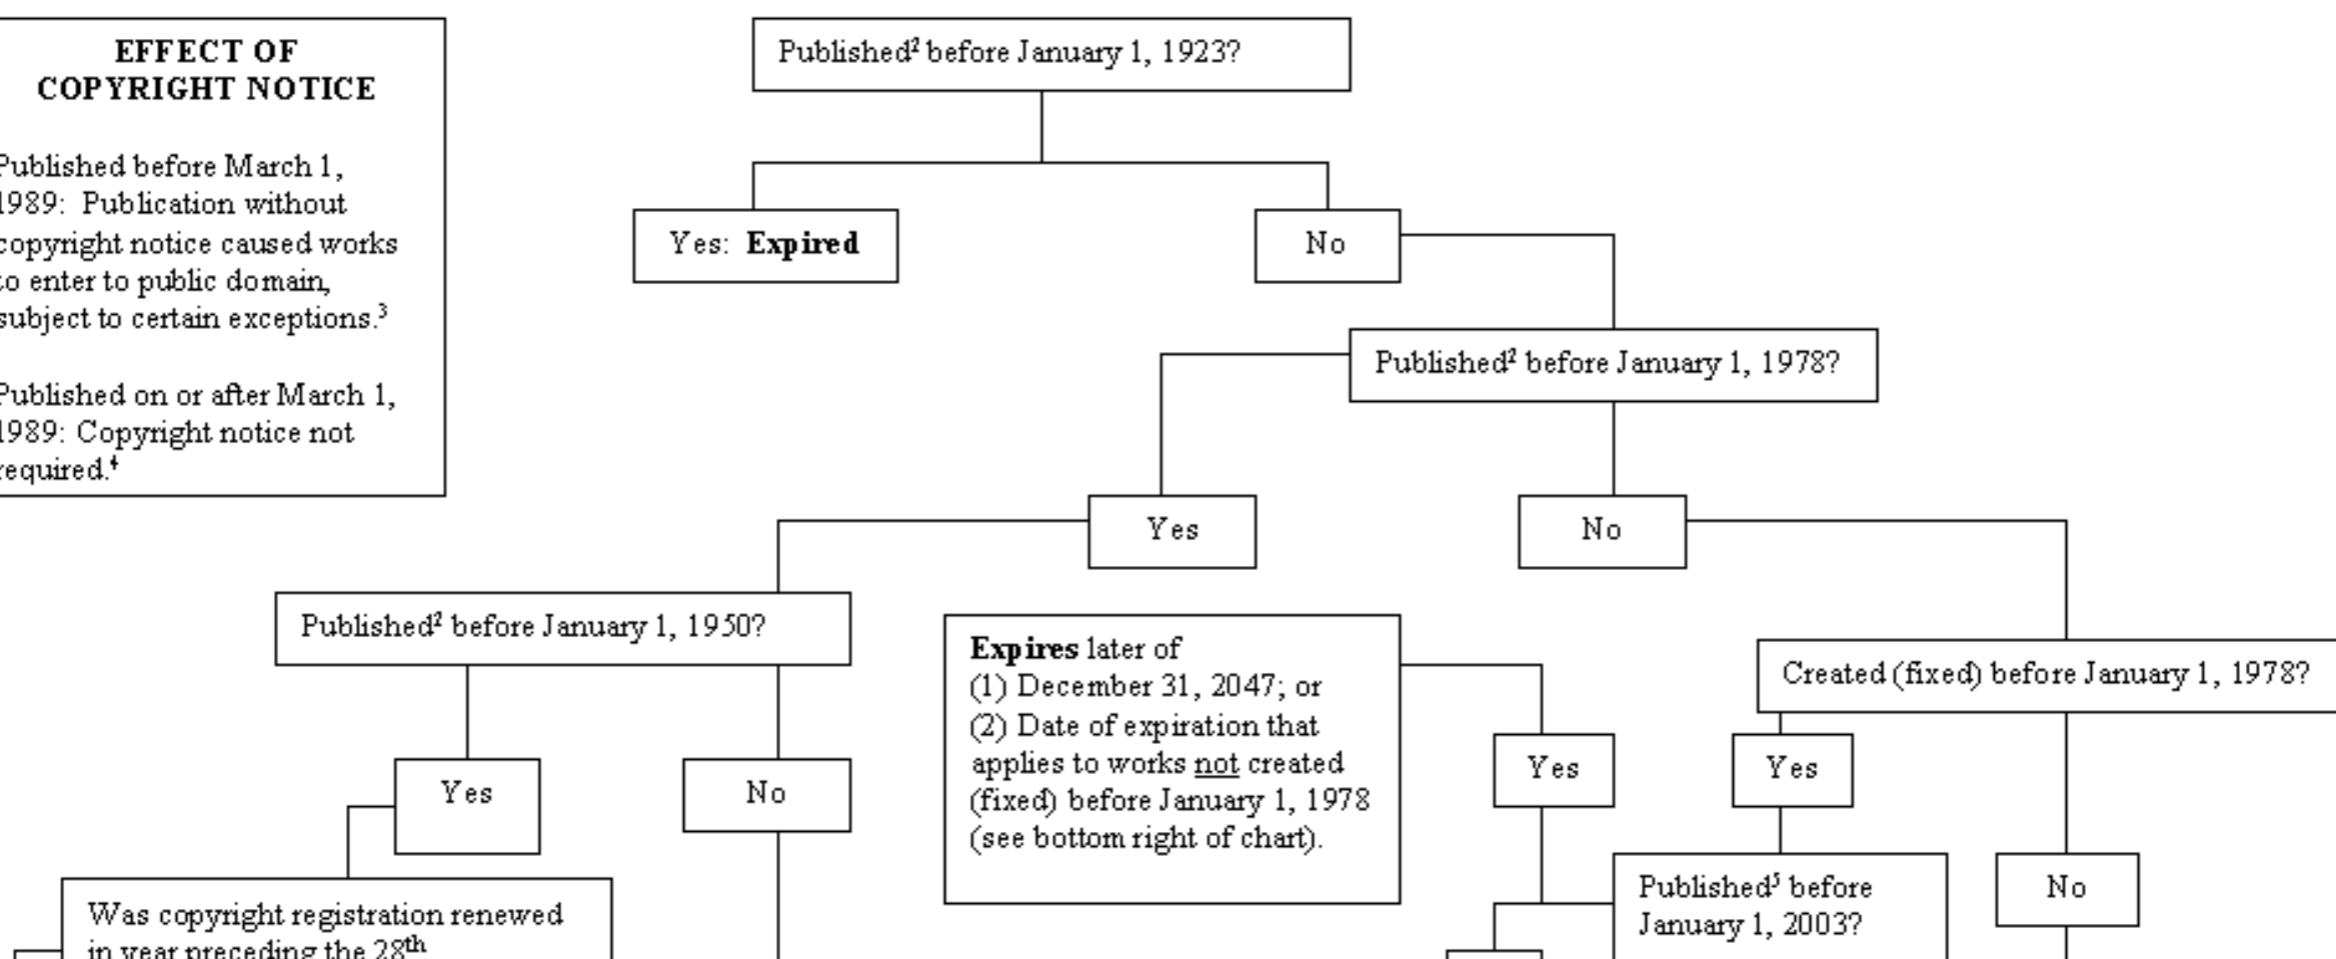 EFFECT OF
COPYRIGHT NOTICE
Published before March 1,
1989: Publication without
copyright notice caused works
to enter to public domain,
subject to certain exceptions.³
Published on or after March 1,
1989: Copyright notice not
required.⁴
Published² before January 1, 1923?
Yes: Expired
No
Published² before January 1, 1978?
Yes
No
Published² before January 1, 1950?
Yes
No
Was copyright registration renewed
in year preceding the 28th
Expires later of
(1) December 31, 2047; or
(2) Date of expiration that
applies to works not created
(fixed) before January 1, 1978
(see bottom right of chart).
Yes
Created (fixed) before January 1, 1978?
Yes
No
Published⁵ before
January 1, 2003?